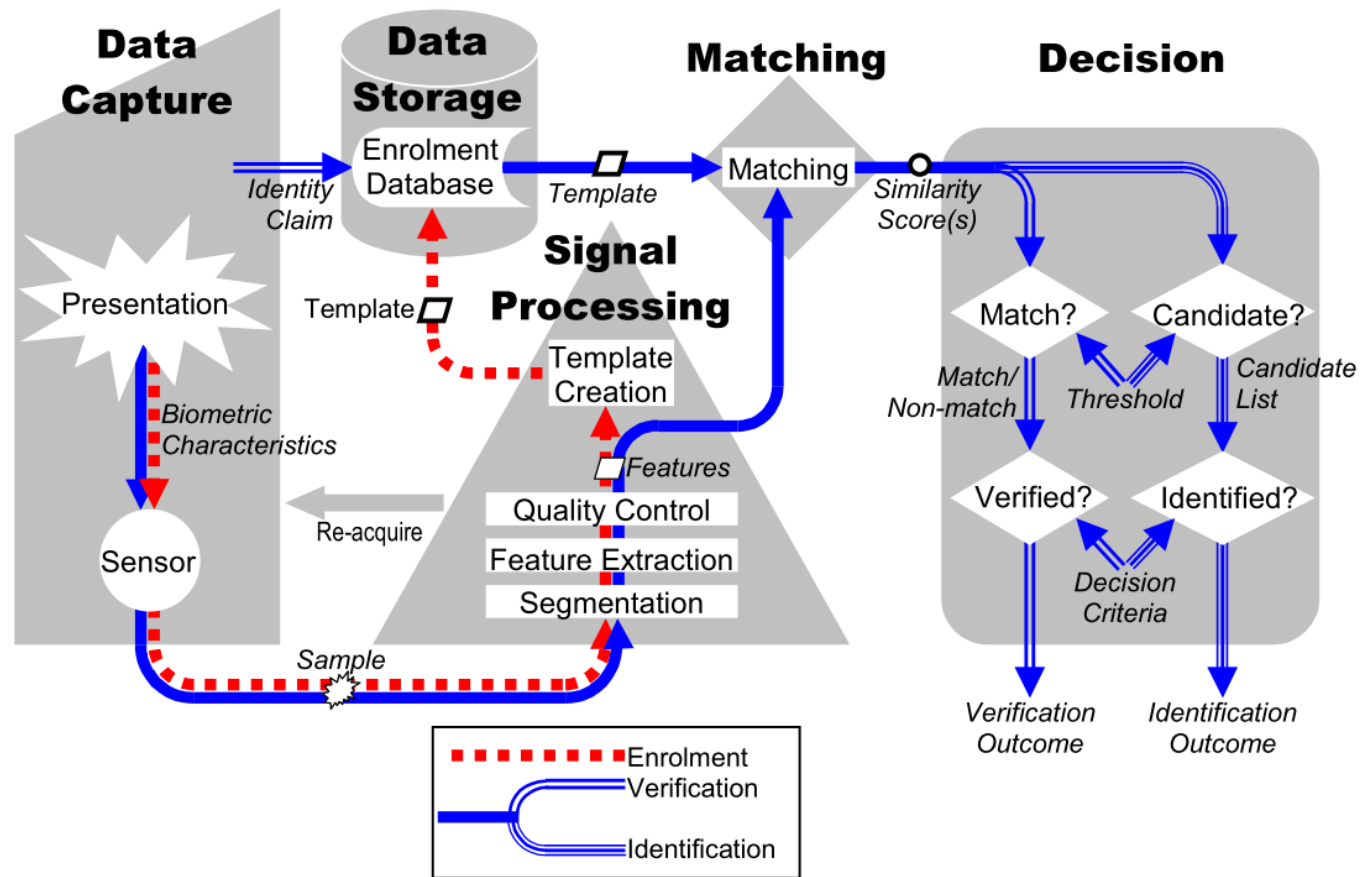 Data
Capture
Data
Storage
Matching
Decision
Enrolment
Database
Identity
Claim
Template
Matching
Similarity
Score(s)
Signal
Processing
Presentation
Template
Template
Creation
Match?
Candidate?
Biometric
Characteristics
Match/
Non-match
Threshold
Candidate
List
Features
Re-acquire
Quality Control
Feature Extraction
Segmentation
Sensor
Verified?
Identified?
Decision
Criteria
Sample
Verification
Outcome
Identification
Outcome
Enrolment
Verification
Identification